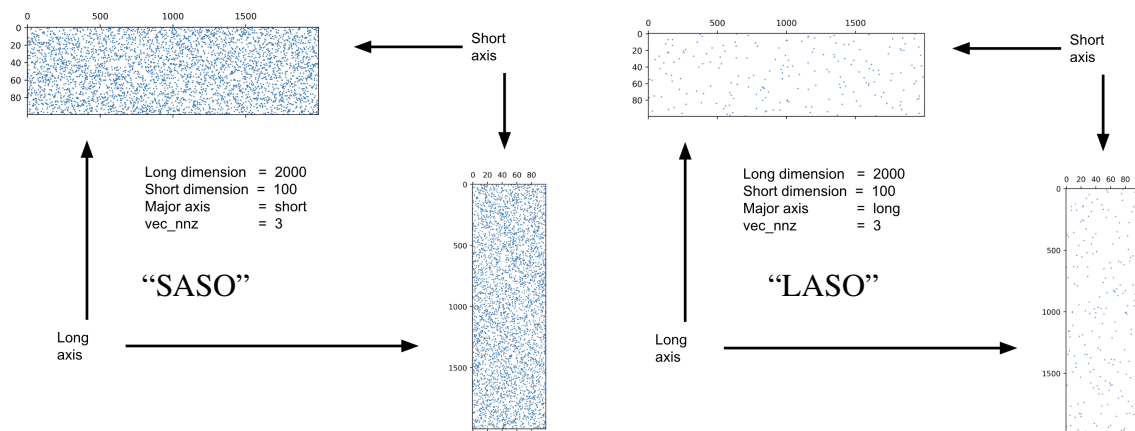 0 500 1000 1500
0
20
40
60
80
Short
axis
Long dimension = 2000
Short dimension = 100
Major axis = short
vec_nnz = 3
“SASO”
Long
axis
0 20 40 60 80
0
500
1000
1500
0 500 1000 1500
0
20
40
60
80
Short
axis
Long dimension = 2000
Short dimension = 100
Major axis = long
vec_nnz = 3
“LASO”
Long
axis
0 20 40 60 80
0
500
1000
1500